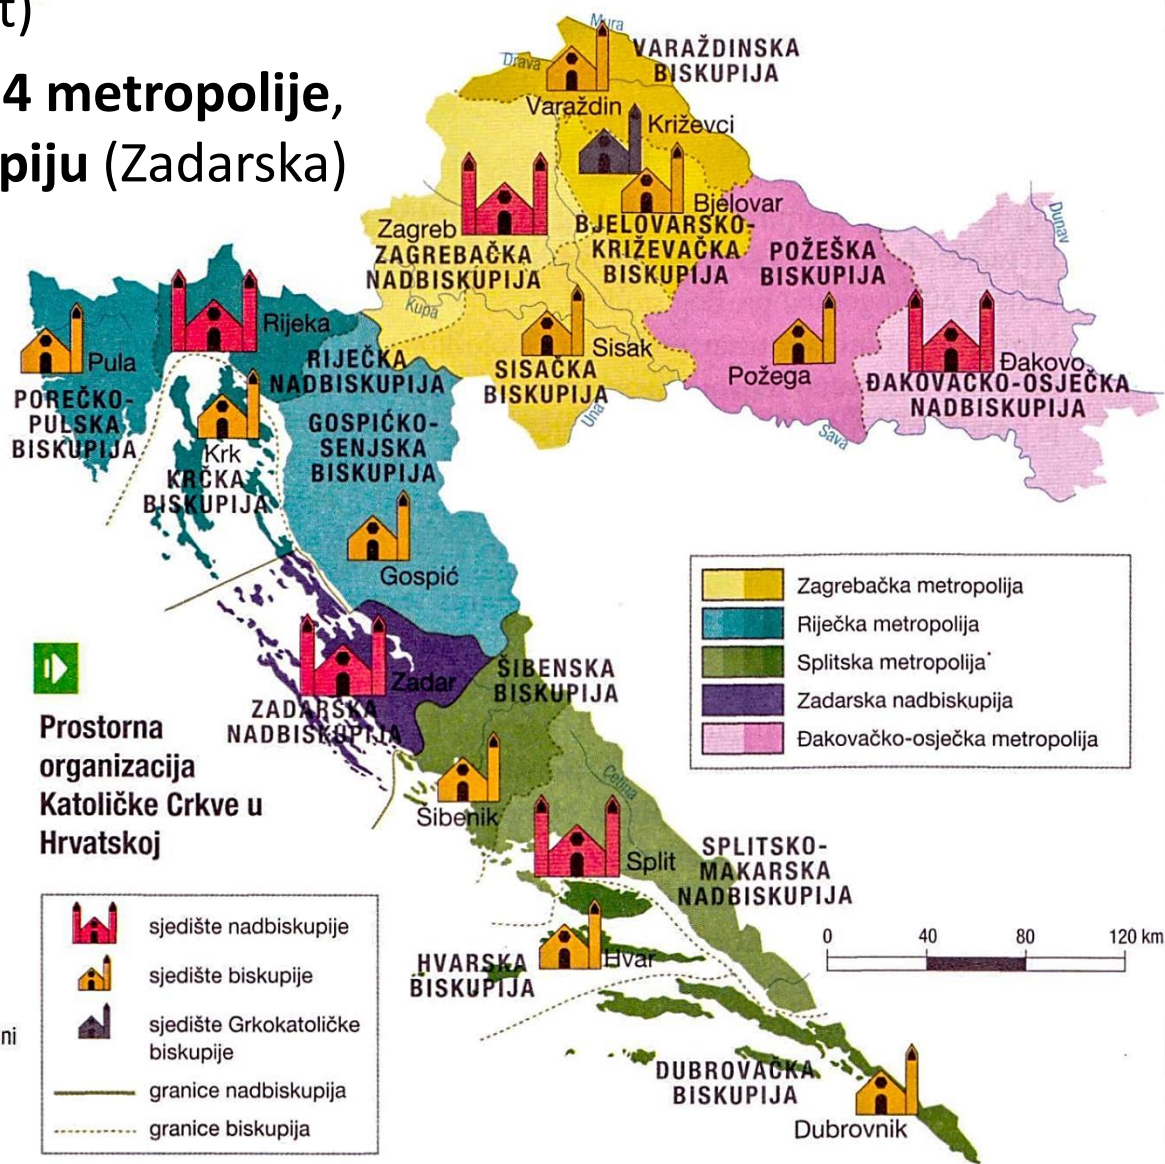 t)
4 metropolije,
piju (Zadarska)
Mura
Drava
VARAŽDINSKA
BISKUPIJA
Varaždin
Križevci
Bjelovar
BJELOVARSKO-
KRIŽEVAČKA
BISKUPIJA
Zagreb
ZAGREBAČKA
NADBISKUPIJA
POŽEŠKA
BISKUPIJA
Dunav
Kupa
Rijeka
RIJEČKA
NADBISKUPIJA
Pula
POREČKO-
PULSKA
BISKUPIJA
Sisak
SISAČKA
BISKUPIJA
Una
Požega
Sava
Đakovo
ĐAKOVAČKO-OSJEČKA
NADBISKUPIJA
Krk
KRČKA
BISKUPIJA
GOSPIĆKO-
SENJSKA
BISKUPIJA
Gospić
Zagrebačka metropolija
Riječka metropolija
Splitska metropolija*
Zadarska nadbiskupija
Đakovačko-osječka metropolija
Zadar
ZADARSKA
NADBISKUPIJA
ŠIBENSKA
BISKUPIJA
Šibenik
Cetina
Prostorna
organizacija
Katoličke Crkve u
Hrvatskoj
Split
SPLITSKO-
MAKARSKA
NADBISKUPIJA
Hvar
HVARSKA
BISKUPIJA
0 40 80 120 km
DUBROVAČKA
BISKUPIJA
Dubrovnik
sjedište nadbiskupije
sjedište biskupije
sjedište Grkokatoličke
biskupije
granice nadbiskupija
granice biskupija
ni